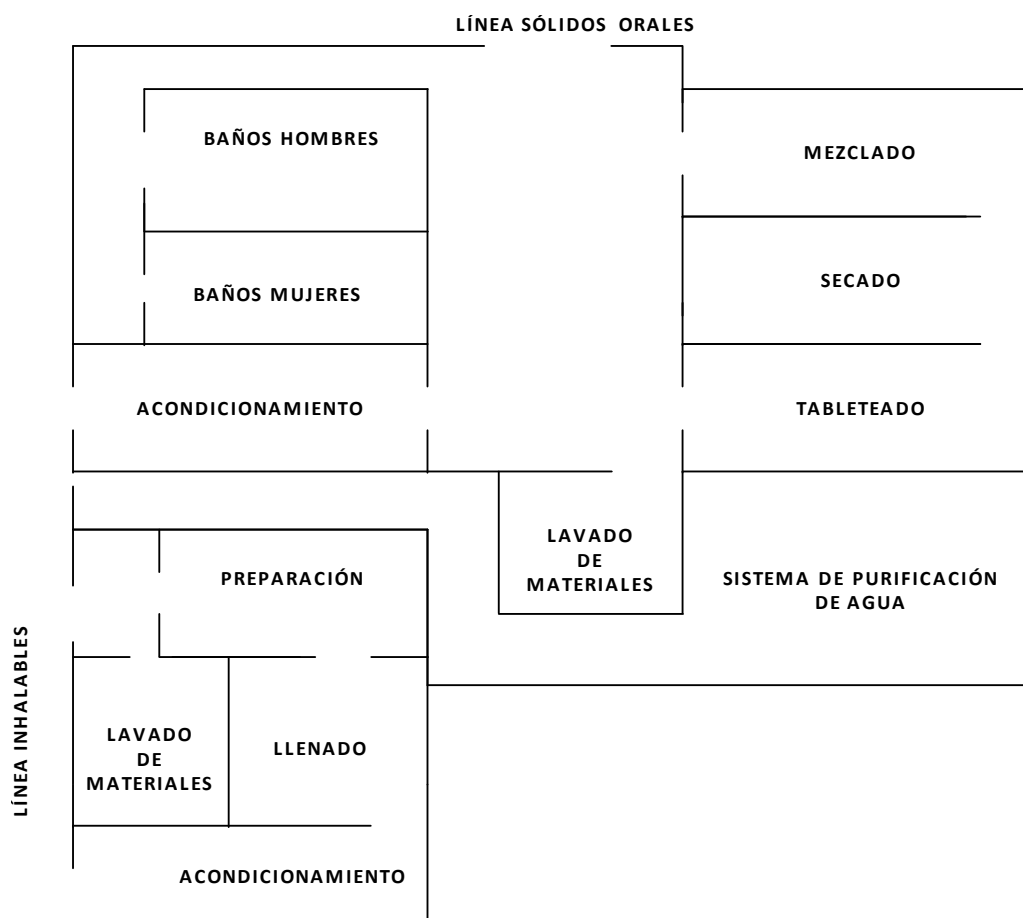 LÍNEA SÓLIDOS ORALES
BAÑOS HOMBRES
MEZCLADO
BAÑOS MUJERES
SECADO
ACONDICIONAMIENTO
TABLETEADO
LAVADO
DE
MATERIALES
PREPARACIÓN
SISTEMA DE PURIFICACIÓN
DE AGUA
LÍNEA INHALABLES
LAVADO
DE
MATERIALES
LLENADO
ACONDICIONAMIENTO